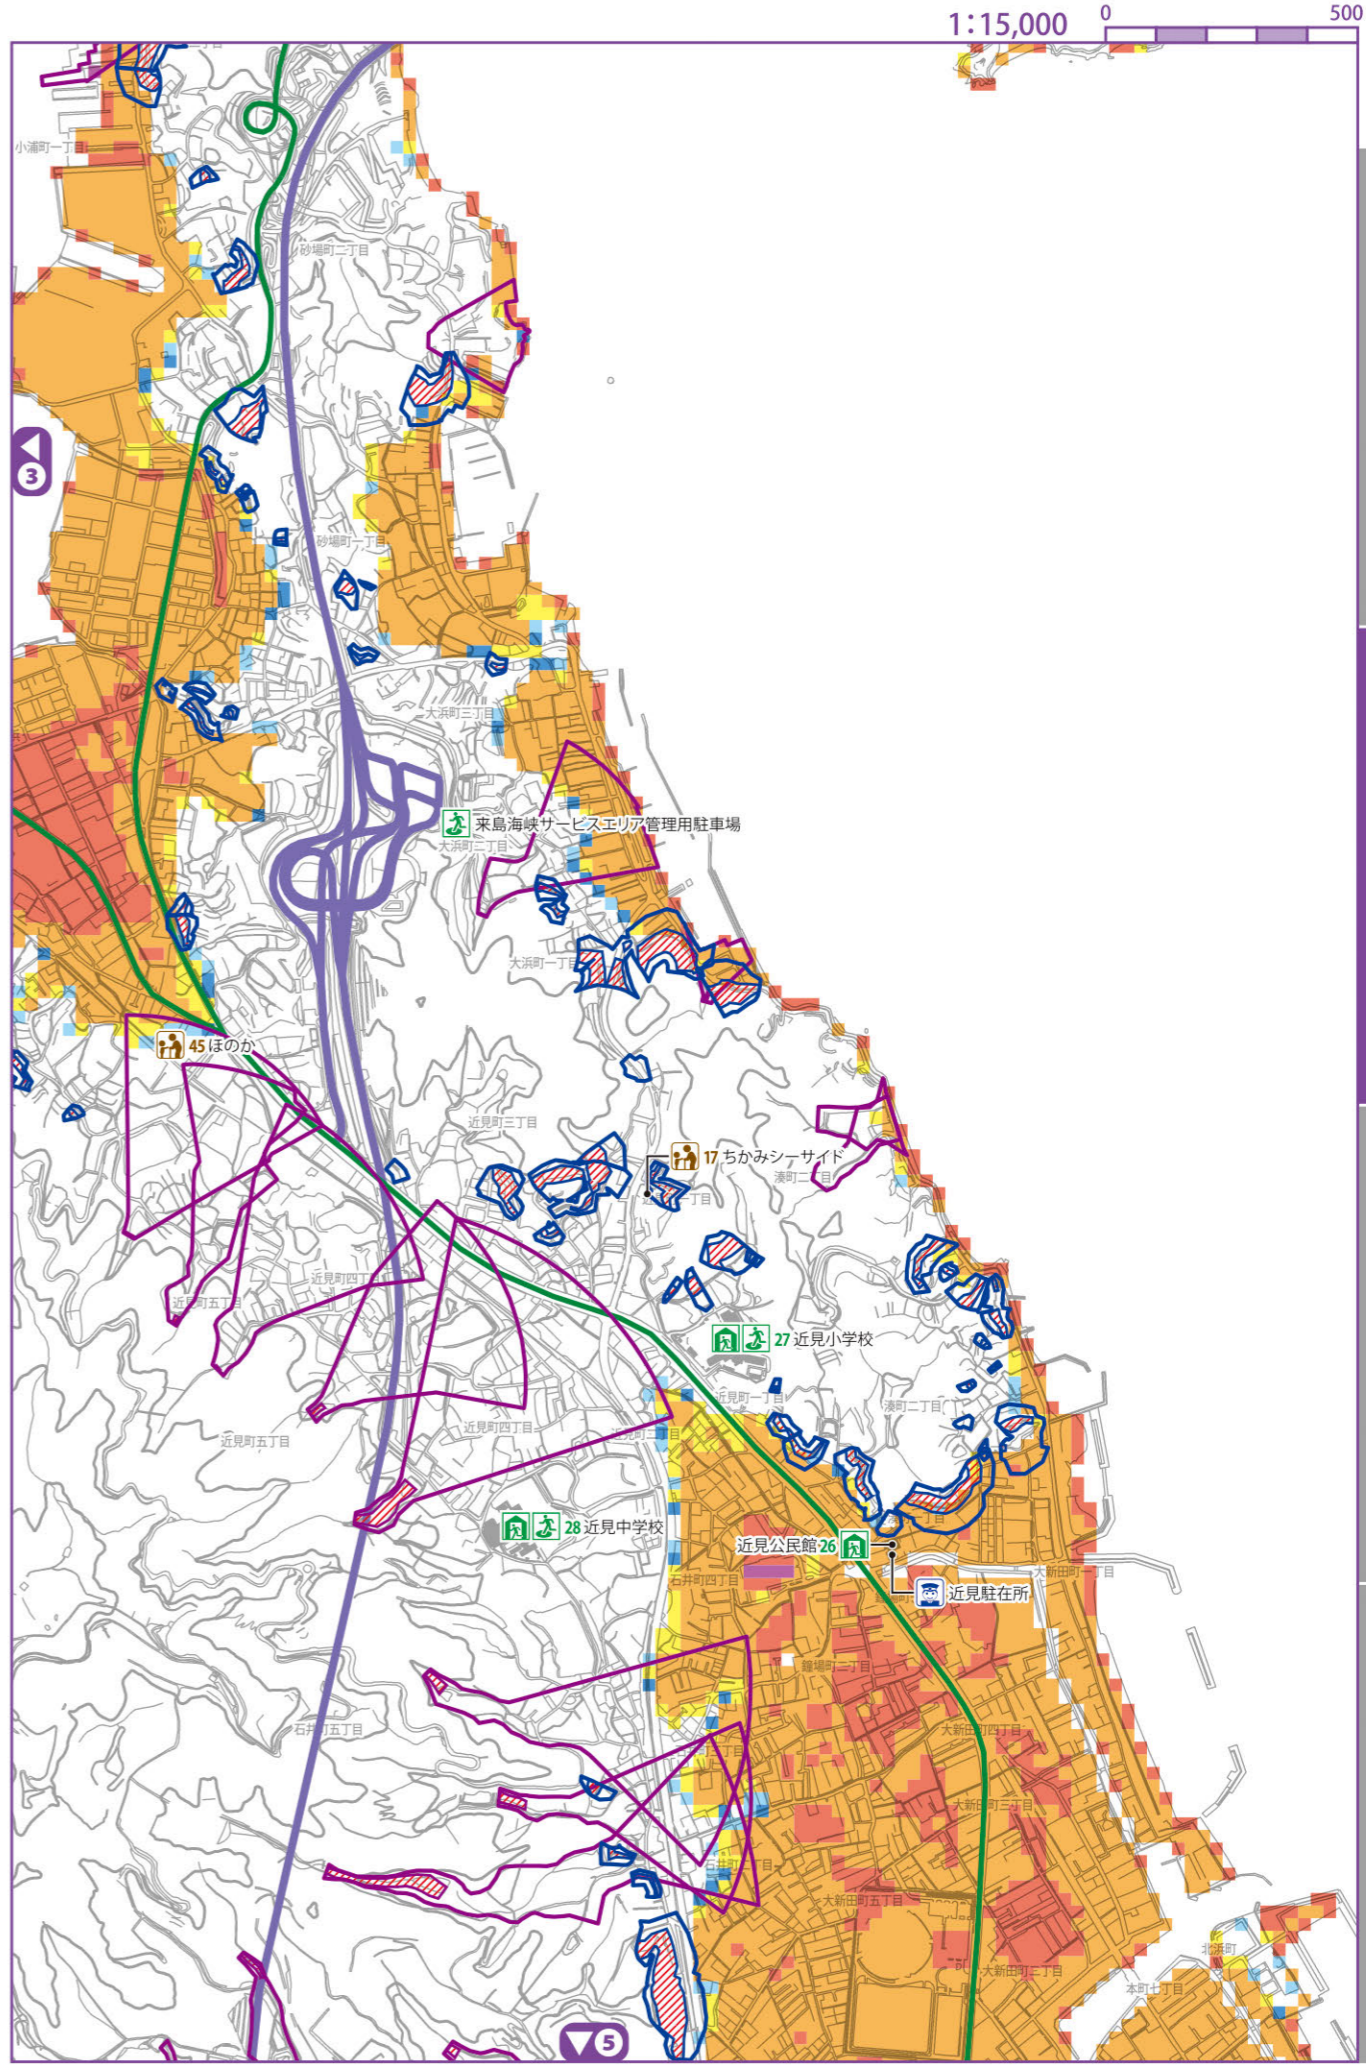 1:15,000
0
500
小浦町一丁目
砂場町二丁目
3
砂場町一丁目
大浜町三丁目
来島海峡サービスエリア管理用駐車場
大浜町二丁目
大浜町一丁目
45 ほのか
近見町三丁目
17 ちかみシーサイド
湊町二丁目
近見町四丁目
近見町五丁目
27 近見小学校
近見町一丁目
湊町二丁目
近見町四丁目
近見町二丁目
近見町五丁目
28 近見中学校
近見公民館 26
石井町四丁目
大新田町一丁目
近見駐在所
鐘場町二丁目
石井町五丁目
大新田町四丁目
大新田町三丁目
大新田町五丁目
北浜町
大新田町二丁目
本町七丁目
5